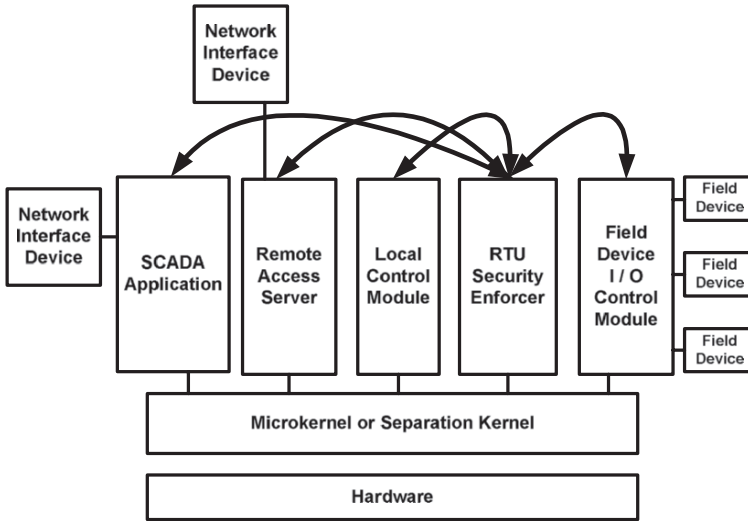 Network
Interface
Device
Network
Interface
Device
SCADA
Application
Remote
Access
Server
Local
Control
Module
RTU
Security
Enforcer
Field
Device
I / O
Control
Module
Field
Device
Field
Device
Field
Device
Microkernel or Separation Kernel
Hardware